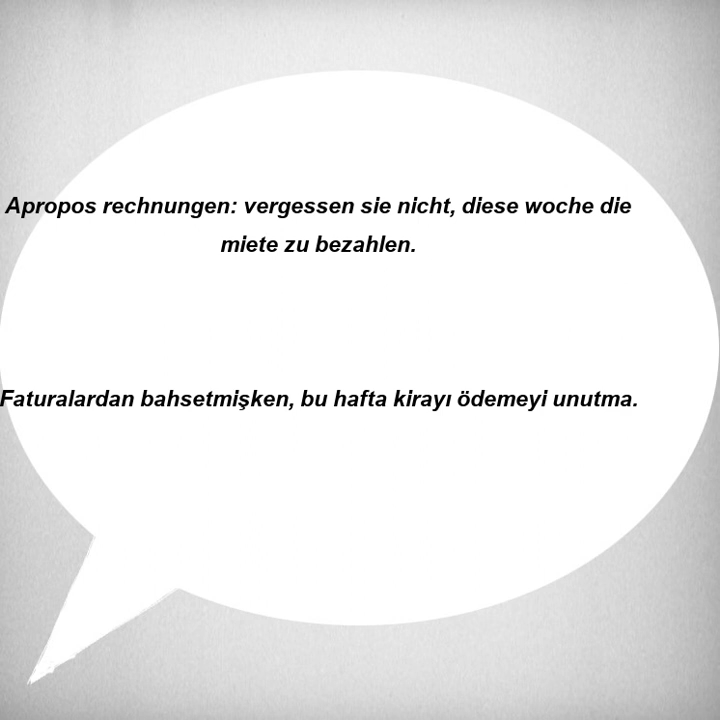 Apropos rechnungen: vergessen sie nicht, diese woche die
miete zu bezahlen.
Faturalardan bahsetmişken, bu hafta kirayı ödemeyi unutma.